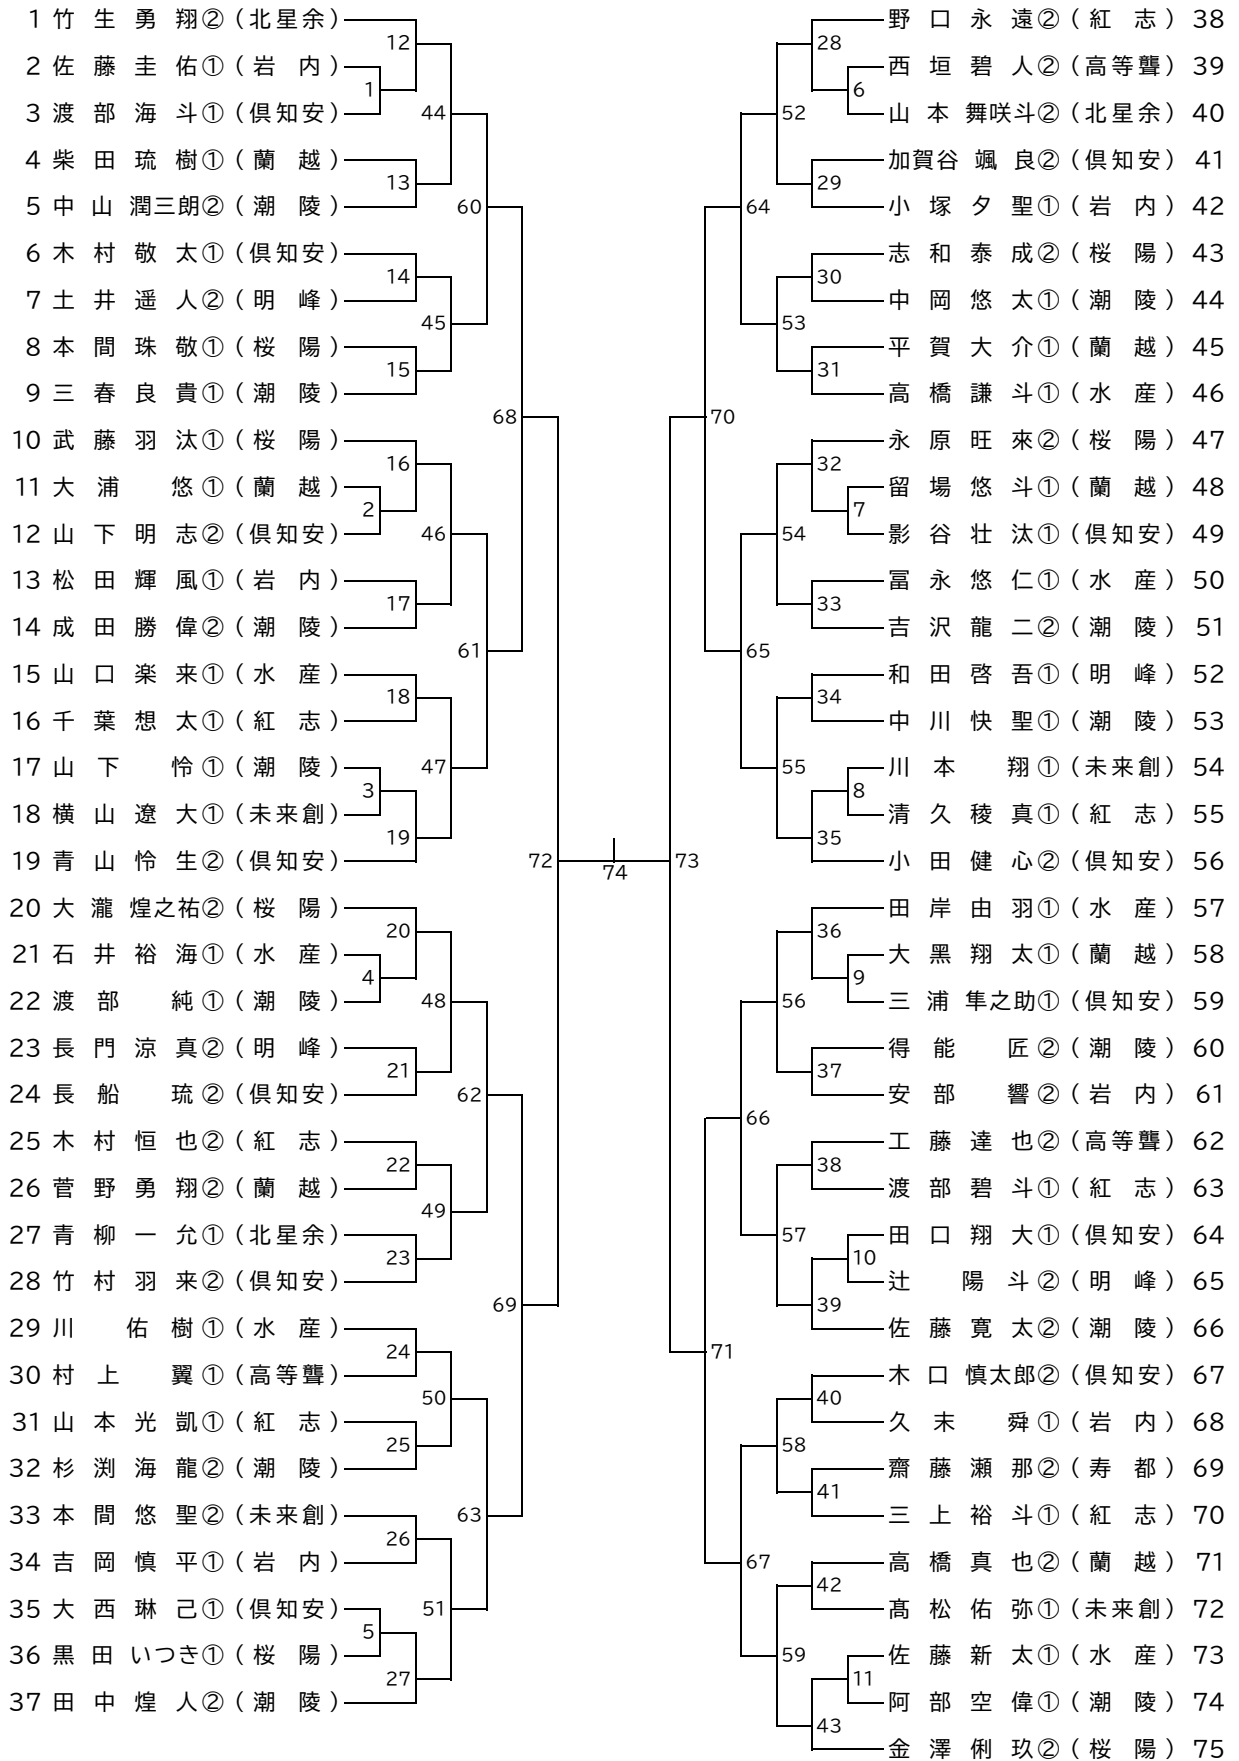 1 竹生勇翔②（北星余）
2 佐藤圭佑①（岩内）
3 渡部海斗①（倶知安）
4 柴田琉樹①（蘭越）
5 中山潤三朗②（潮陵）
6 木村敬太①（倶知安）
7 土井遥人②（明峰）
8 本間珠敬①（桜陽）
9 三春良貴①（潮陵）
10 武藤羽汰①（桜陽）
11 大浦悠①（蘭越）
12 山下明志②（倶知安）
13 松田輝風①（岩内）
14 成田勝偉②（潮陵）
15 山口楽来①（水産）
16 千葉想太①（紅志）
17 山下怜①（潮陵）
18 横山遼大①（未来創）
19 青山怜生②（倶知安）
20 大瀧煌之祐②（桜陽）
21 石井裕海①（水産）
22 渡部純①（潮陵）
23 長門涼真②（明峰）
24 長船琉②（倶知安）
25 木村恒也②（紅志）
26 菅野勇翔②（蘭越）
27 青柳一允①（北星余）
28 竹村羽来②（倶知安）
29 川佑樹①（水産）
30 村上翼①（高等聾）
31 山本光凱①（紅志）
32 杉渕海龍②（潮陵）
33 本間悠聖②（未来創）
34 吉岡慎平①（岩内）
35 大西琳己①（倶知安）
36 黒田いつき①（桜陽）
37 田中煌人②（潮陵）
1
2
3
4
5
12
13
14
15
16
17
18
19
20
21
22
23
24
25
26
27
44
45
46
47
48
49
50
51
60
61
62
63
68
69
72
74
73
70
71
64
65
66
67
52
53
54
55
56
57
58
59
28
29
30
31
32
33
34
35
36
37
38
39
40
41
42
43
6
7
8
9
10
11
野口永遠②（紅志）38
西垣碧人②（高等聾）39
山本舞咲斗②（北星余）40
加賀谷颯良②（倶知安）41
小塚夕聖①（岩内）42
志和泰成②（桜陽）43
中岡悠太①（潮陵）44
平賀大介①（蘭越）45
高橋謙斗①（水産）46
永原旺來②（桜陽）47
留場悠斗①（蘭越）48
影谷壮汰①（倶知安）49
冨永悠仁①（水産）50
吉沢龍二②（潮陵）51
和田啓吾①（明峰）52
中川快聖①（潮陵）53
川本翔①（未来創）54
清久稜真①（紅志）55
小田健心②（倶知安）56
田岸由羽①（水産）57
大黒翔太①（蘭越）58
三浦隼之助①（倶知安）59
得能匠②（潮陵）60
安部響②（岩内）61
工藤達也②（高等聾）62
渡部碧斗①（紅志）63
田口翔大①（倶知安）64
辻陽斗②（明峰）65
佐藤寛太②（潮陵）66
木口慎太郎②（倶知安）67
久末舜①（岩内）68
齋藤瀬那②（寿都）69
三上裕斗①（紅志）70
高橋真也②（蘭越）71
髙松佑弥①（未来創）72
佐藤新太①（水産）73
阿部空偉①（潮陵）74
金澤俐玖②（桜陽）75